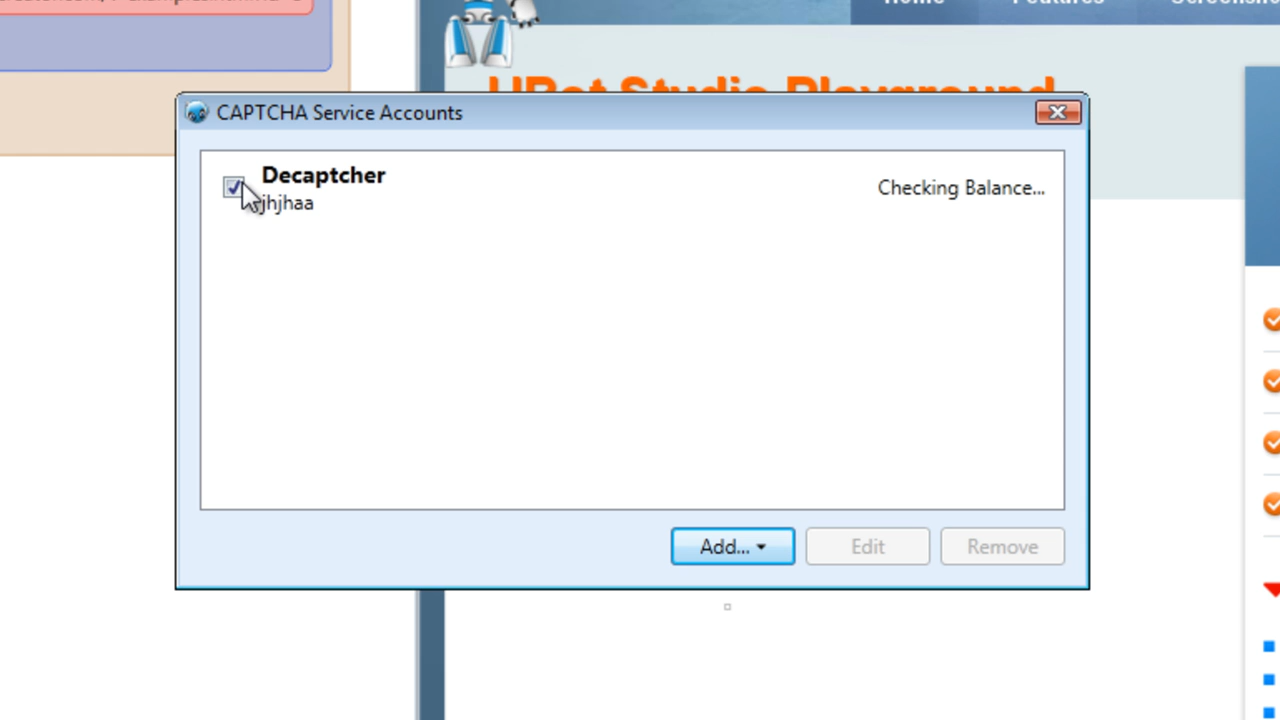 Home Features
UBot Studio Playground
CAPTCHA Service Accounts
Decaptcher
jhjhaa
Checking Balance...
Add...
Edit
Remove